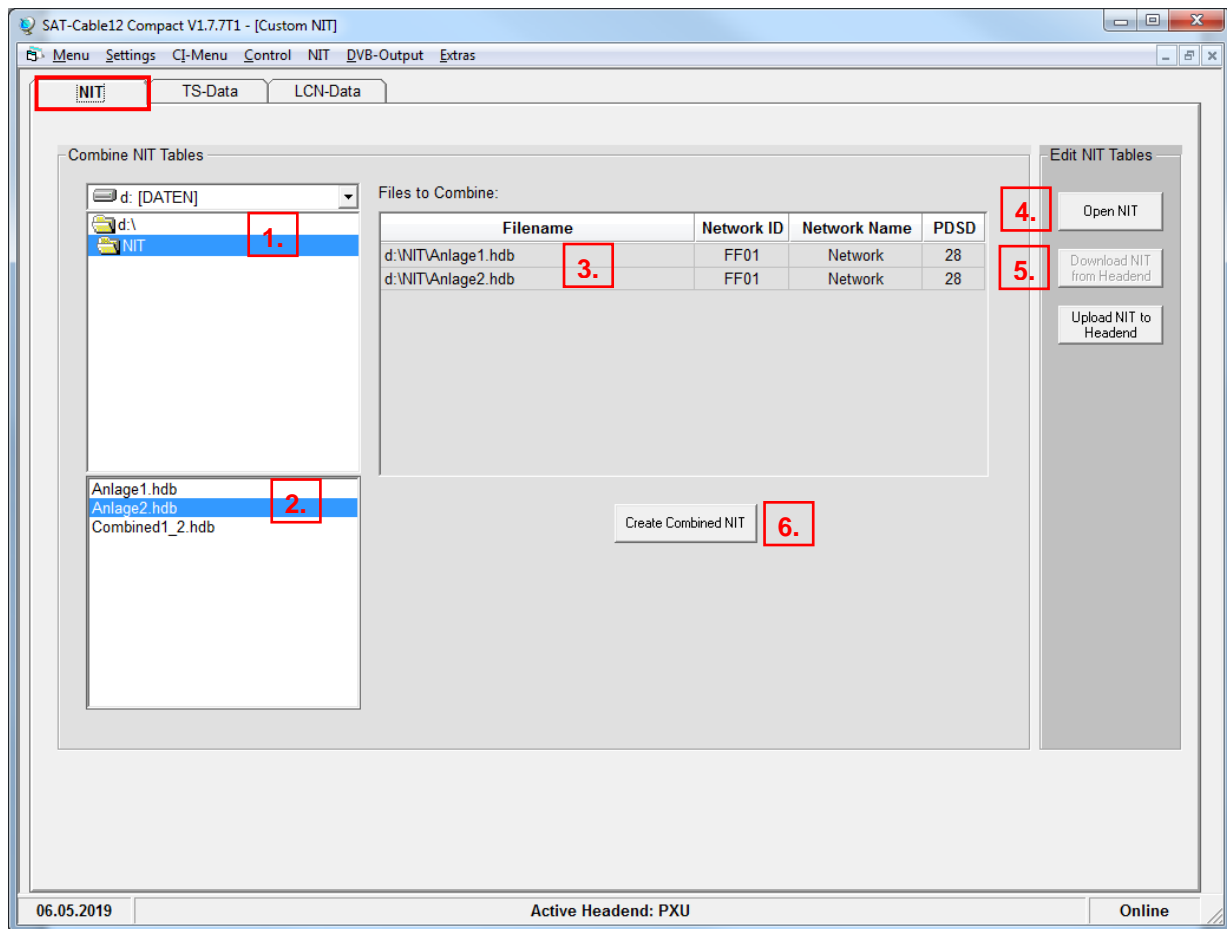 SAT-Cable12 Compact V1.7.7T1 - [Custom NIT]
Menu Settings CI-Menu Control NIT DVB-Output Extras
NIT TS-Data LCN-Data
Combine NIT Tables
Edit NIT Tables
d: [DATEN]
Files to Combine:
d:\
NIT
1.
Filename Network ID Network Name PDSD
d:\NIT\Anlage1.hdb FF01 Network 28
d:\NIT\Anlage2.hdb FF01 Network 28
3.
4.
Open NIT
5.
Download NIT
from Headend
Upload NIT to
Headend
Anlage1.hdb
Anlage2.hdb
Combined1_2.hdb
2.
Create Combined NIT
6.
06.05.2019 Active Headend: PXU Online